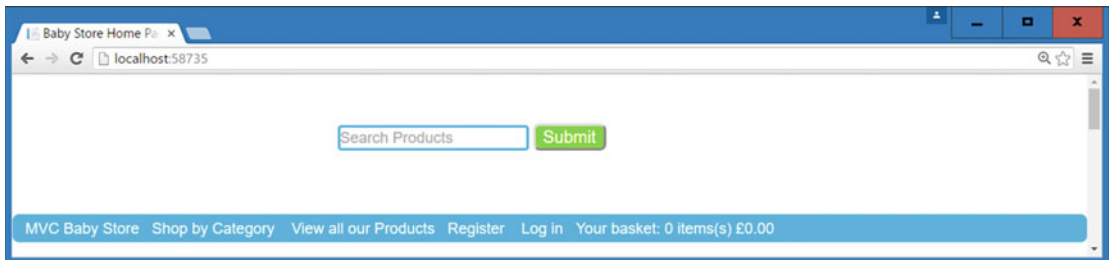 Baby Store Home Pa
localhost:58735
Search Products Submit
MVC Baby Store Shop by Category View all our Products Register Log in Your basket: 0 items(s) £0.00